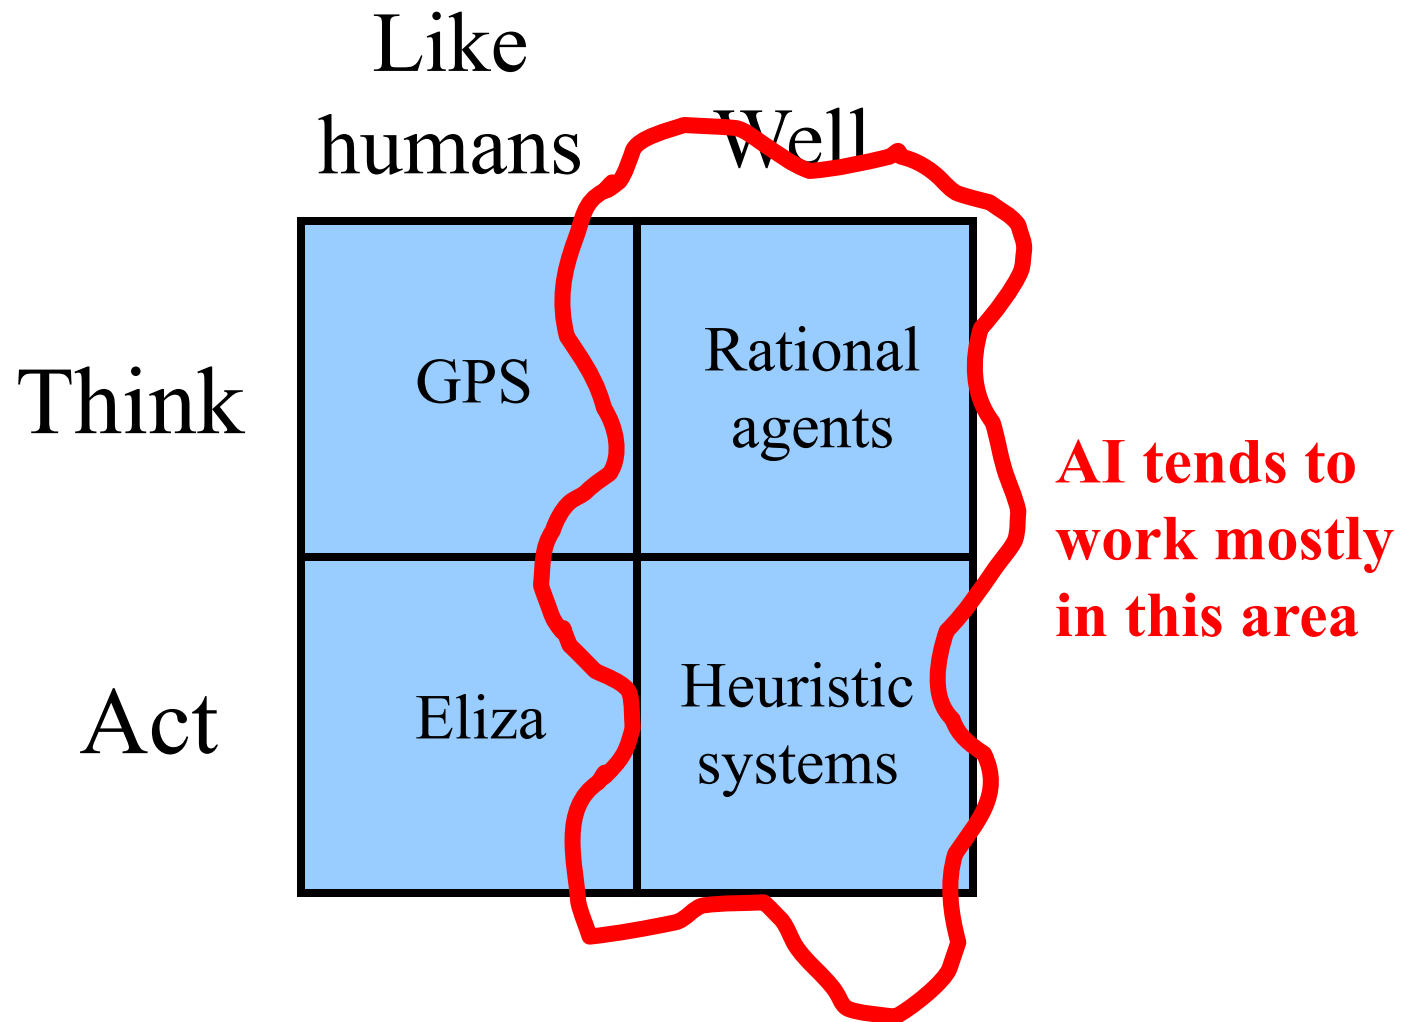 Like
humans
Well
Think
GPS
Rational
agents
AI tends to
work mostly
in this area
Act
Eliza
Heuristic
systems